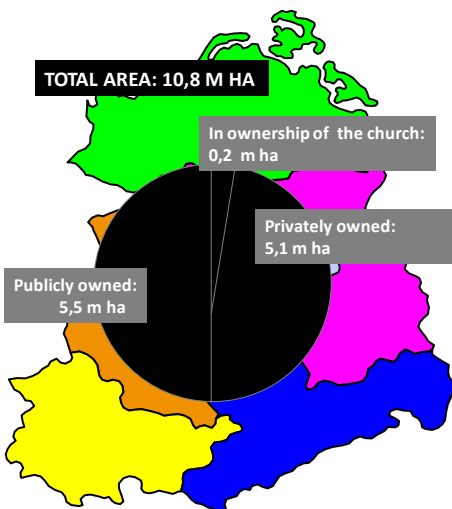 TOTAL AREA: 10,8 M HA
In ownership of the church:
0,2 m ha
Privately owned:
5,1 m ha
Publicly owned:
5,5 m ha